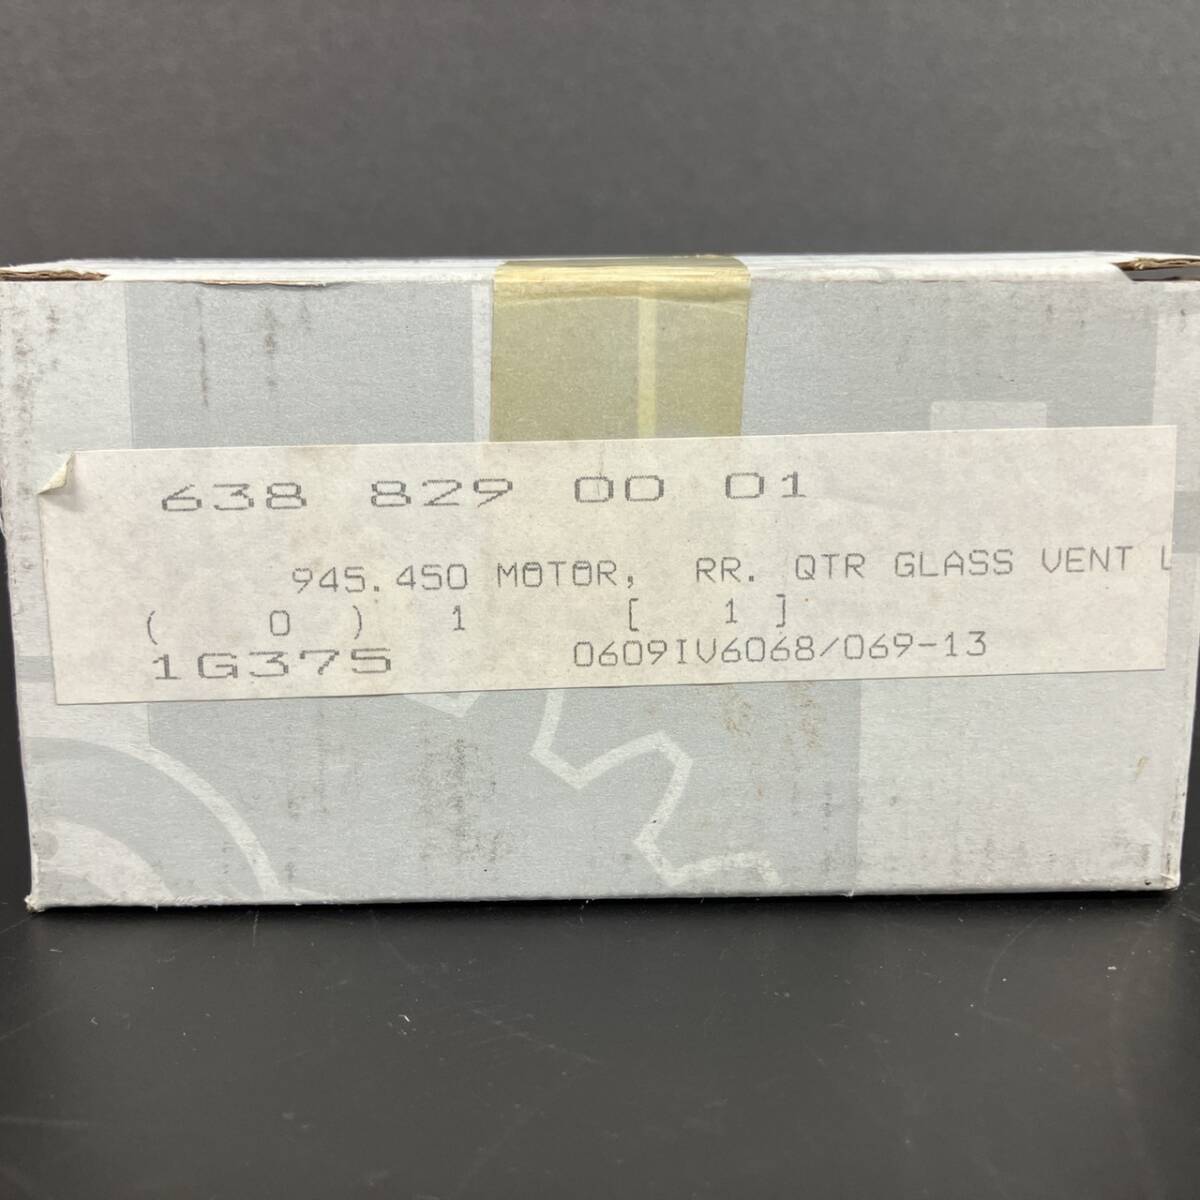 638 829 00 01
945.450 MOTOR, RR. QTR GLASS VENT L
( 0 ) 1 [ 1 ]
1G375 0609IV6068/069-13